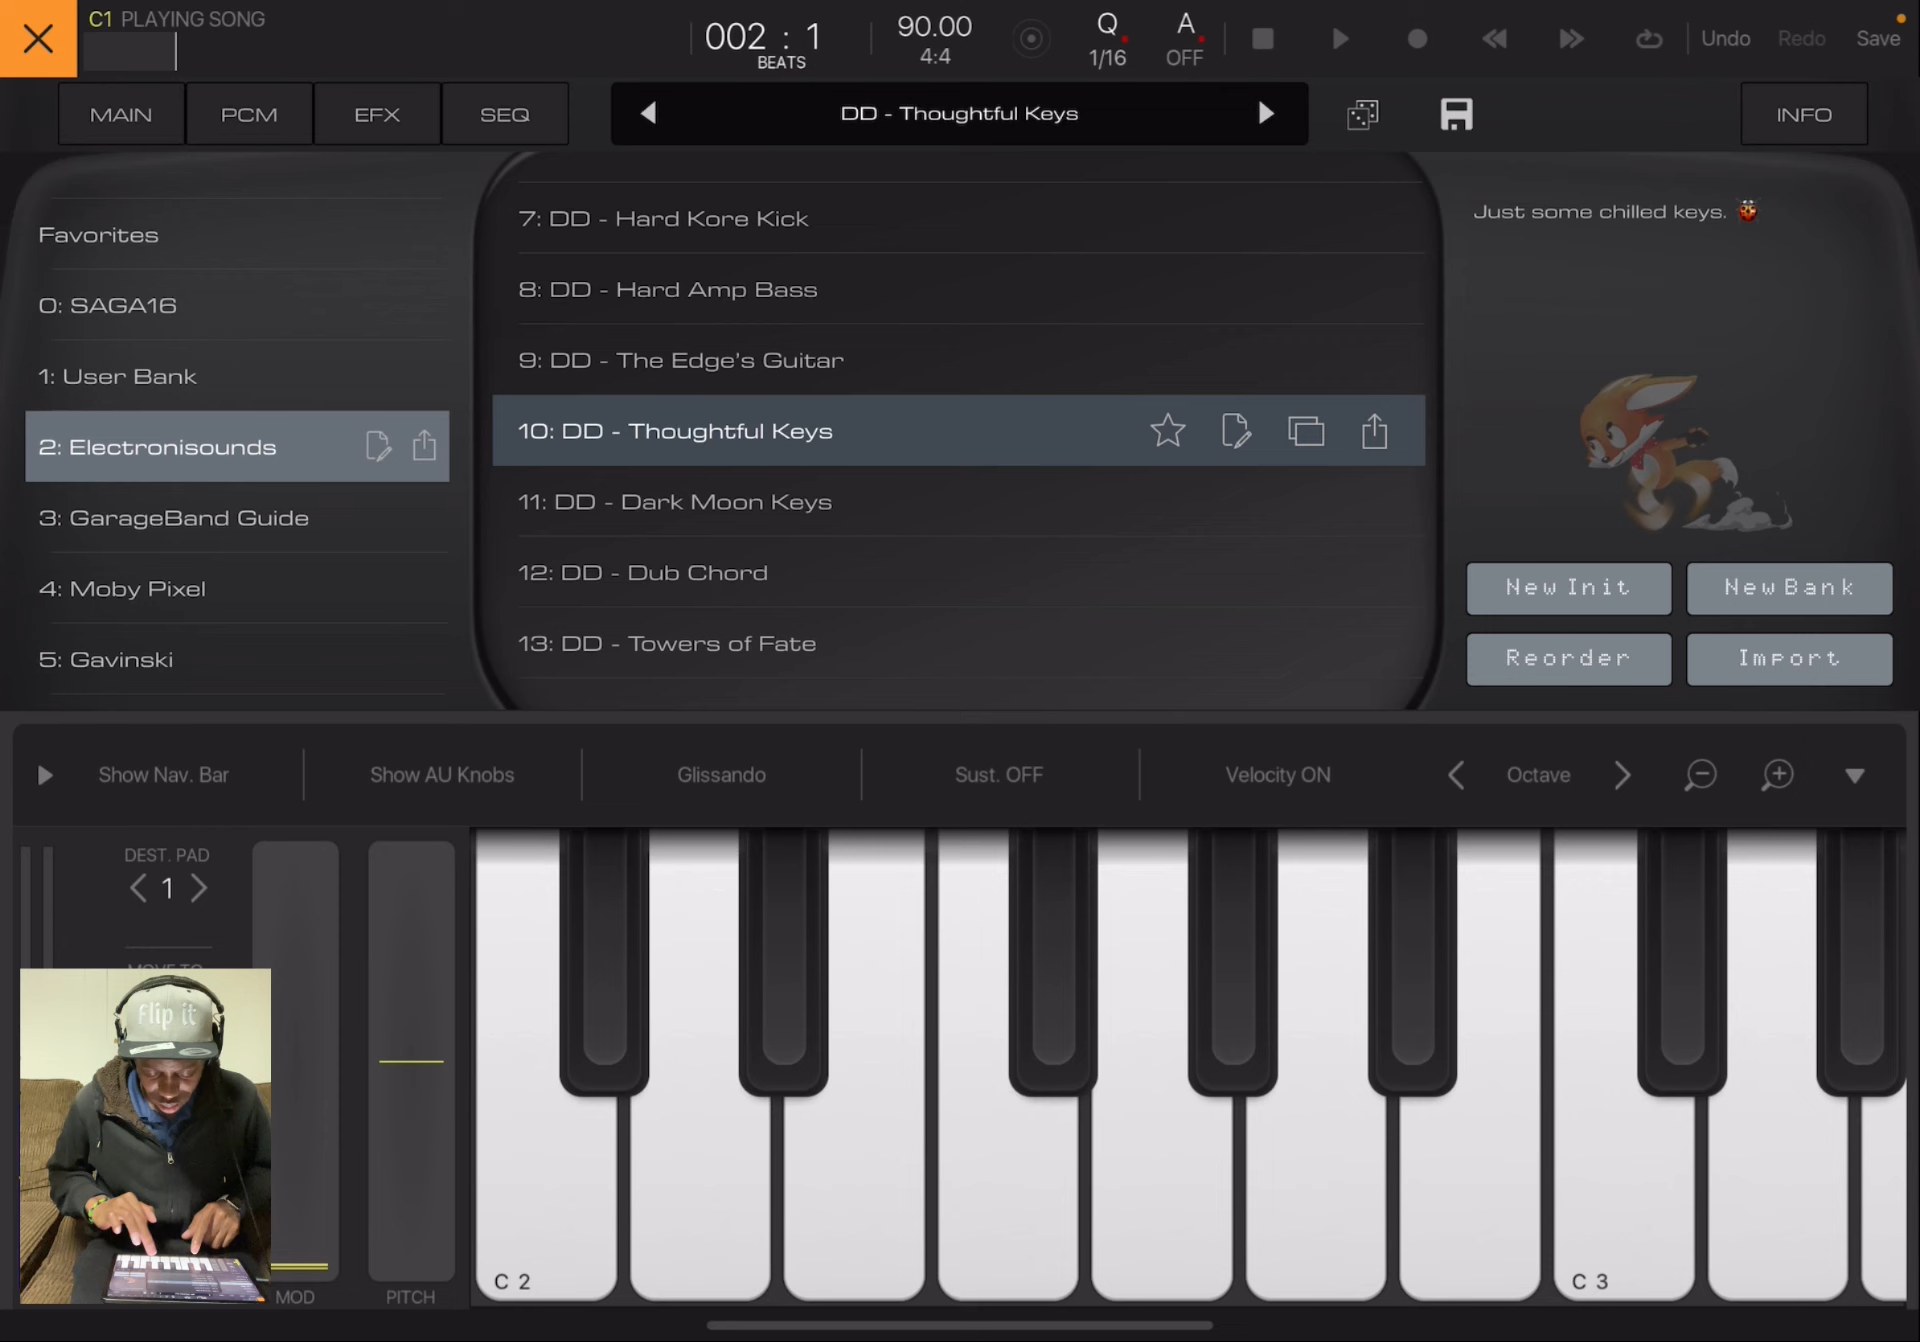 C1 PLAYING SONG
002 : 1
BEATS
90.00
4:4
Q
1/16
A
OFF
Undo
Redo
Save
MAIN
PCM
EFX
SEQ
DD - Thoughtful Keys
INFO
Favorites
0: SAGA16
1: User Bank
2: Electronisounds
3: GarageBand Guide
4: Moby Pixel
5: Gavinski
7: DD - Hard Kore Kick
8: DD - Hard Amp Bass
9: DD - The Edge's Guitar
10: DD - Thoughtful Keys
11: DD - Dark Moon Keys
12: DD - Dub Chord
13: DD - Towers of Fate
Just some chilled keys. 🐞
New Init
New Bank
Reorder
Import
Show Nav. Bar
Show AU Knobs
Glissando
Sust. OFF
Velocity ON
Octave
DEST. PAD
1
MOVE TO
Flip it
MOD
PITCH
C 2
C 3